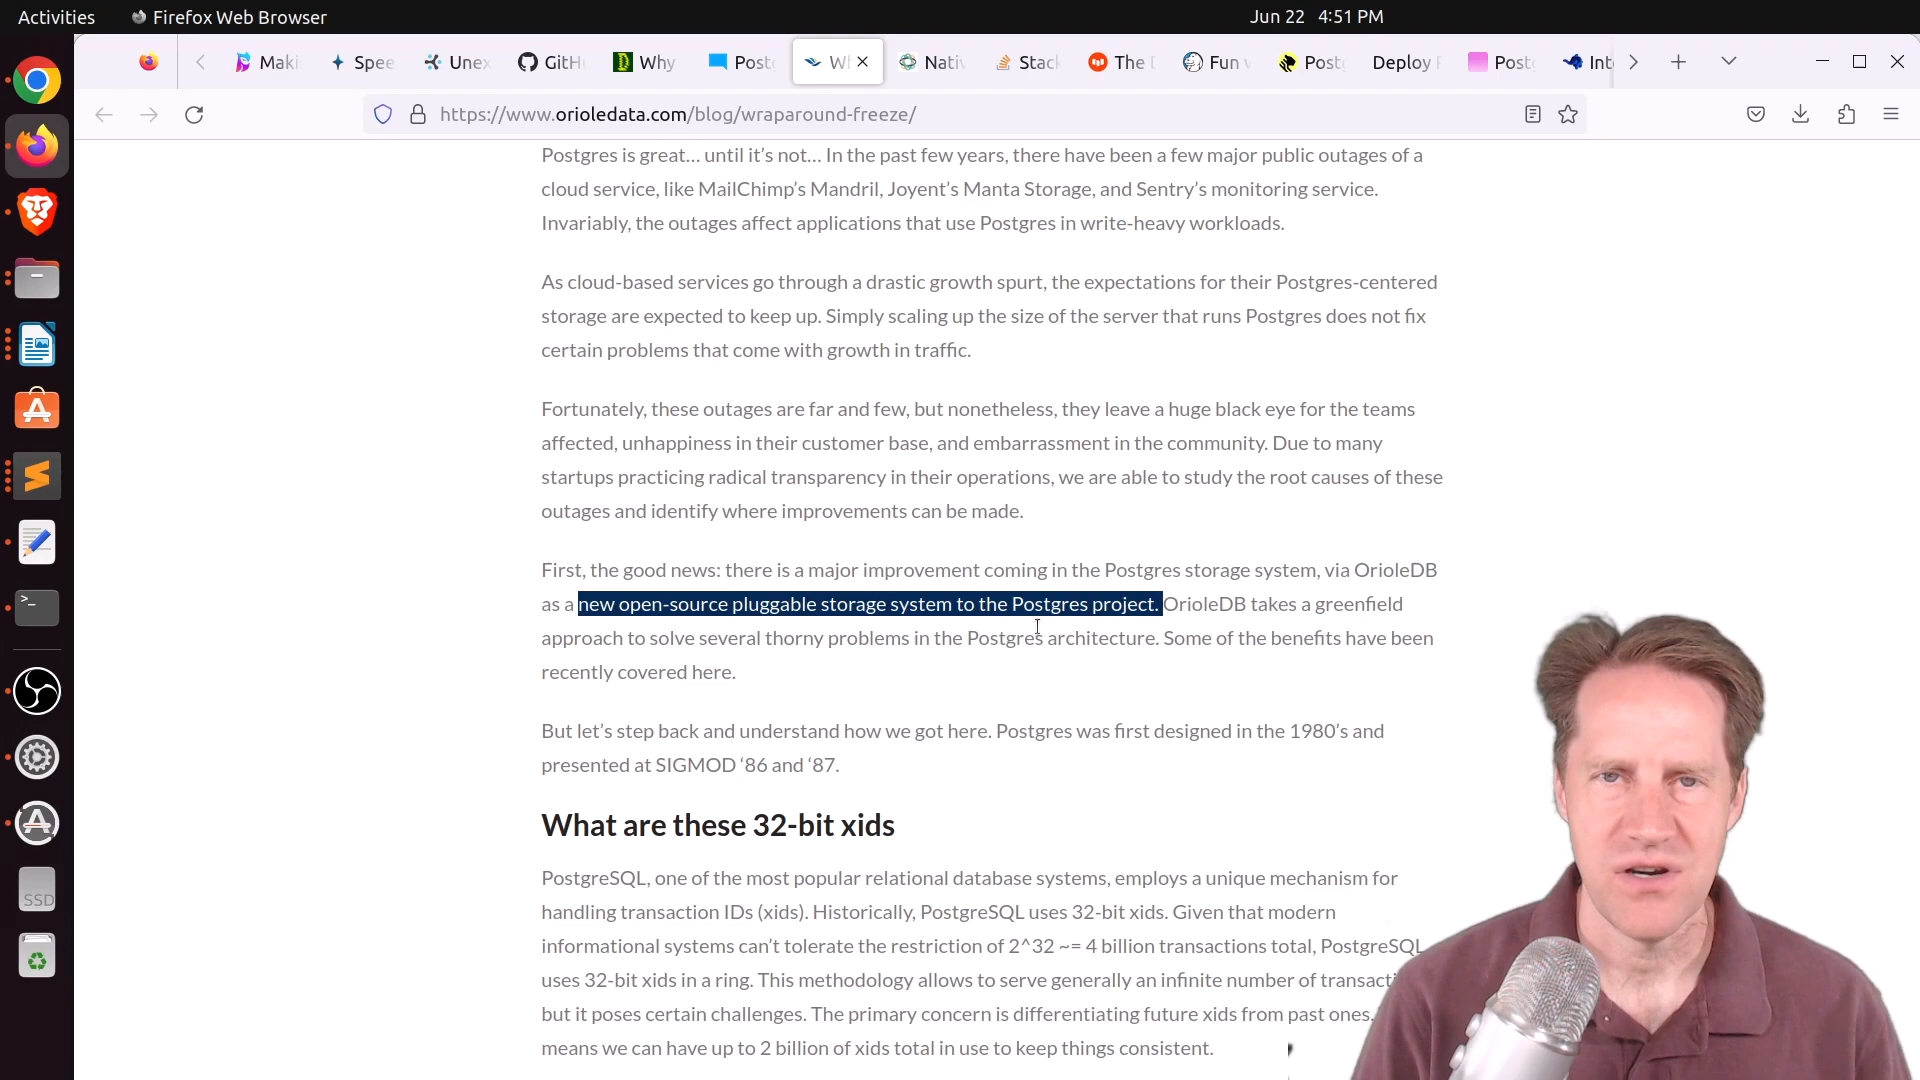 Activities
Firefox Web Browser
Jun 22 4:51 PM
Maki
Spee
Unex
GitH
Why
Postg
Wh
Nativ
Stack
The D
Fun w
Postg
Deploy P
Postg
Int
https://www.orioledata.com/blog/wraparound-freeze/
Postgres is great… until it’s not… In the past few years, there have been a few major public outages of a
cloud service, like MailChimp’s Mandril, Joyent’s Manta Storage, and Sentry’s monitoring service.
Invariably, the outages affect applications that use Postgres in write-heavy workloads.
As cloud-based services go through a drastic growth spurt, the expectations for their Postgres-centered
storage are expected to keep up. Simply scaling up the size of the server that runs Postgres does not fix
certain problems that come with growth in traffic.
Fortunately, these outages are far and few, but nonetheless, they leave a huge black eye for the teams
affected, unhappiness in their customer base, and embarrassment in the community. Due to many
startups practicing radical transparency in their operations, we are able to study the root causes of these
outages and identify where improvements can be made.
First, the good news: there is a major improvement coming in the Postgres storage system, via OrioleDB
as a new open-source pluggable storage system to the Postgres project. OrioleDB takes a greenfield
approach to solve several thorny problems in the Postgres architecture. Some of the benefits have been
recently covered here.
But let’s step back and understand how we got here. Postgres was first designed in the 1980’s and
presented at SIGMOD ‘86 and ‘87.
What are these 32-bit xids
PostgreSQL, one of the most popular relational database systems, employs a unique mechanism for
handling transaction IDs (xids). Historically, PostgreSQL uses 32-bit xids. Given that modern
informational systems can’t tolerate the restriction of 2^32 ~= 4 billion transactions total, PostgreSQL
uses 32-bit xids in a ring. This methodology allows to serve generally an infinite number of transacti
but it poses certain challenges. The primary concern is differentiating future xids from past ones.
means we can have up to 2 billion of xids total in use to keep things consistent.
SSD